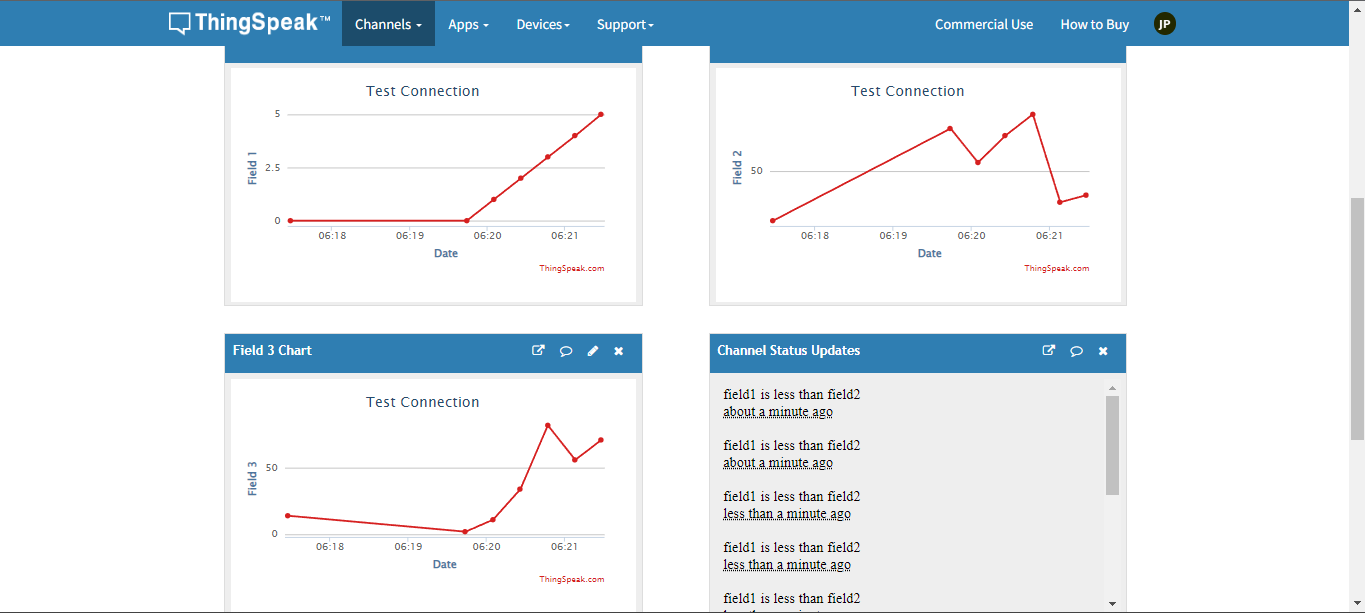 ThingSpeak™ Channels Apps Devices Support Commercial Use How to Buy JP
Test Connection
5
2.5
0
Field 1
06:18 06:19 06:20 06:21
Date
ThingSpeak.com
Test Connection
50
Field 2
06:18 06:19 06:20 06:21
Date
ThingSpeak.com
Field 3 Chart
Test Connection
50
0
Field 3
06:18 06:19 06:20 06:21
Date
ThingSpeak.com
Channel Status Updates
field1 is less than field2
about a minute ago
field1 is less than field2
about a minute ago
field1 is less than field2
less than a minute ago
field1 is less than field2
less than a minute ago
field1 is less than field2